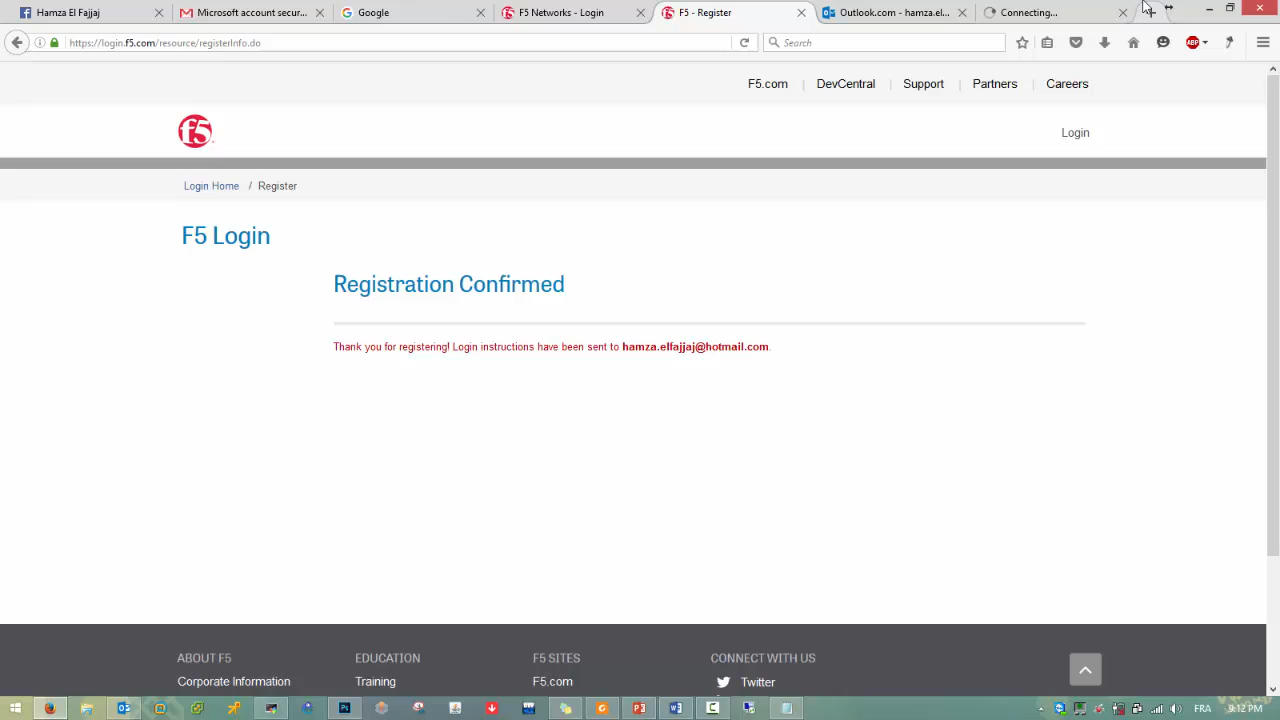 Hamza El Fajjaj
Microsoft account secur...
Google
F5 Networks - Login
F5 - Register
Outlook.com - hamza.el...
Connecting...
https://login.f5.com/resource/registerInfo.do
Search
ABP
F5.com
DevCentral
Support
Partners
Careers
f5
Login
Login Home / Register
F5 Login
Registration Confirmed
Thank you for registering! Login instructions have been sent to hamza.elfajjaj@hotmail.com.
ABOUT F5
EDUCATION
F5 SITES
CONNECT WITH US
Corporate Information
Training
F5.com
Twitter
FRA
9:12 PM